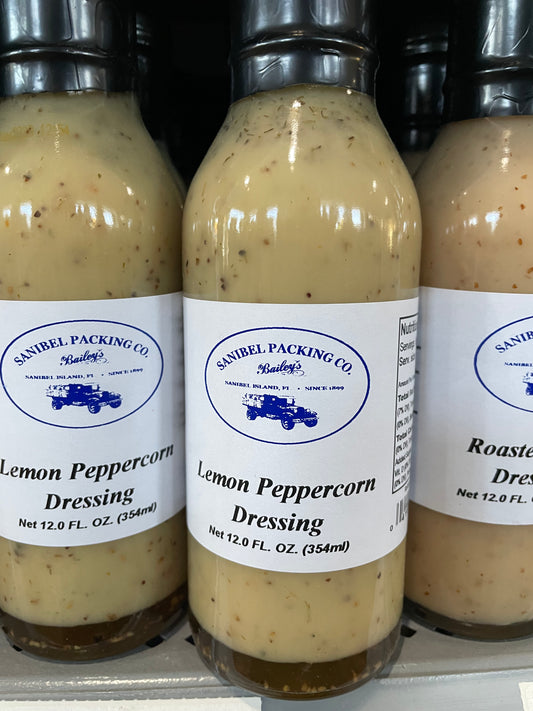 SANIBEL PACKING CO.
Bailey's
SANIBEL ISLAND, FL • SINCE 1899
Lemon Peppercorn
Dressing
Net 12.0 FL. OZ. (354ml)
SANIBEL PACKING CO.
Bailey's
SANIBEL ISLAND, FL • SINCE 1899
Lemon Peppercorn
Dressing
Net 12.0 FL. OZ. (354ml)
Roaste
Dres
Net 12.0 FL.